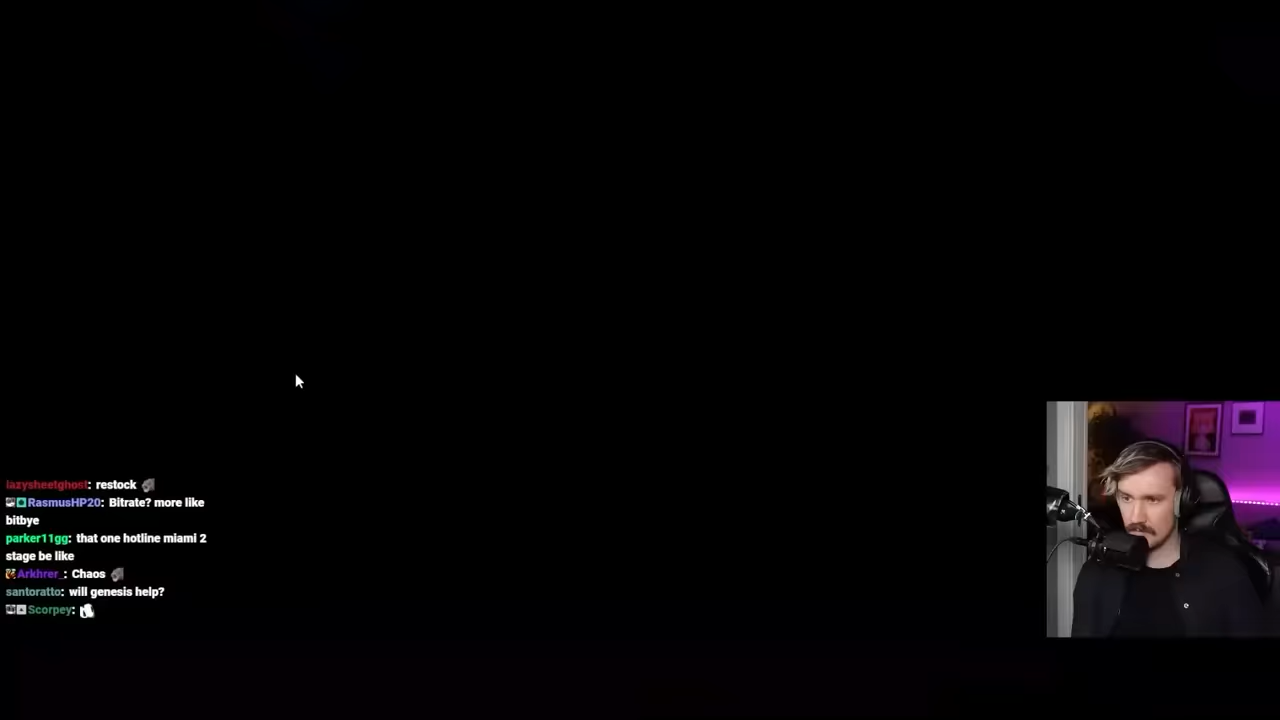 lazysheetghost: restock
RasmusHP20: Bitrate? more like
bitbye
parker11gg: that one hotline miami 2
stage be like
Arkhrer_: Chaos
santoratto: will genesis help?
Scorpey: